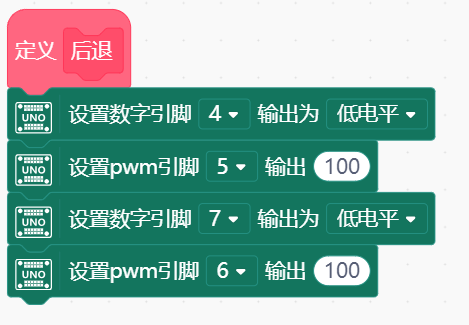 定义 后退
UNO 设置数字引脚 4 输出为 低电平
UNO 设置pwm引脚 5 输出 100
UNO 设置数字引脚 7 输出为 低电平
UNO 设置pwm引脚 6 输出 100